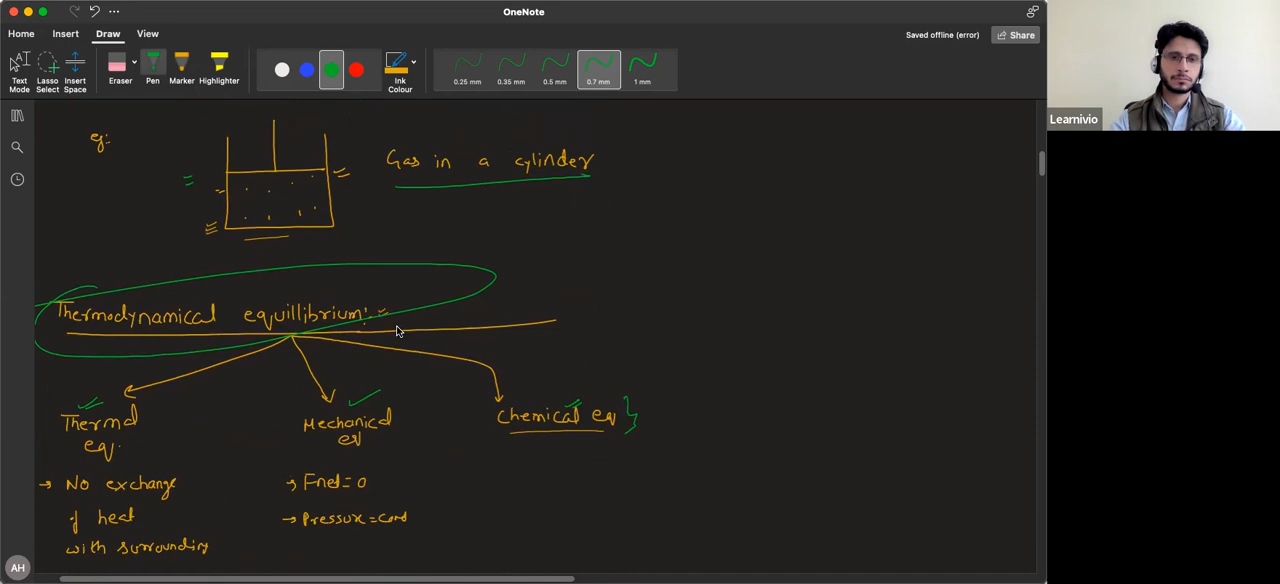 OneNote
Home Insert Draw View
Saved offline (error) Share
Text Mode Lasso Select Insert Space Eraser Pen Marker Highlighter Ink Colour 0.25 mm 0.35 mm 0.5 mm 0.7 mm 1 mm
Learnivio
eg:
Gas in a cylinder
Thermodynamical equillibrium:-
Thermal eq.
Mechanical eq
Chemical eq
→ No exchange
of heat
with surrounding
→ Fnet = 0
→ Pressure = const
AH